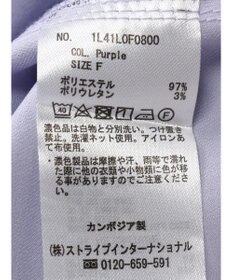 NO. 1L41L0F0800
COL. Purple
SIZE F
ポリエステル 97%
ポリウレタン 3%
40
濃色品は白物と分別洗い。つけ置き
禁止。洗濯ネット使用。アイロンは
あて布使用。
・濃色製品は摩擦や汗、雨等で濡れ
た際に他の衣類や小物類に色が移
る事がありますのでご注意くださ
い。
カンボジア製
(株)ストライプインターナショナル
☎ 0120-659-591